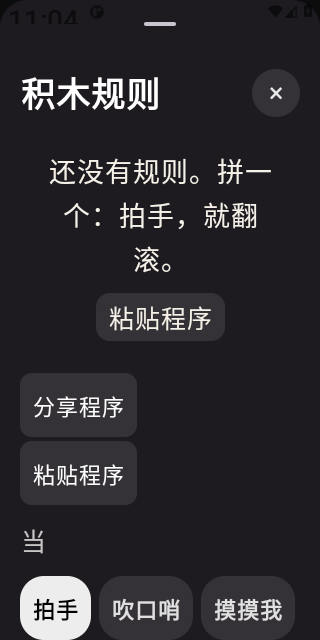 11:04
积木规则
×
还没有规则。拼一
个：拍手，就翻
滚。
粘贴程序
分享程序
粘贴程序
当
拍手 吹口哨 摸摸我